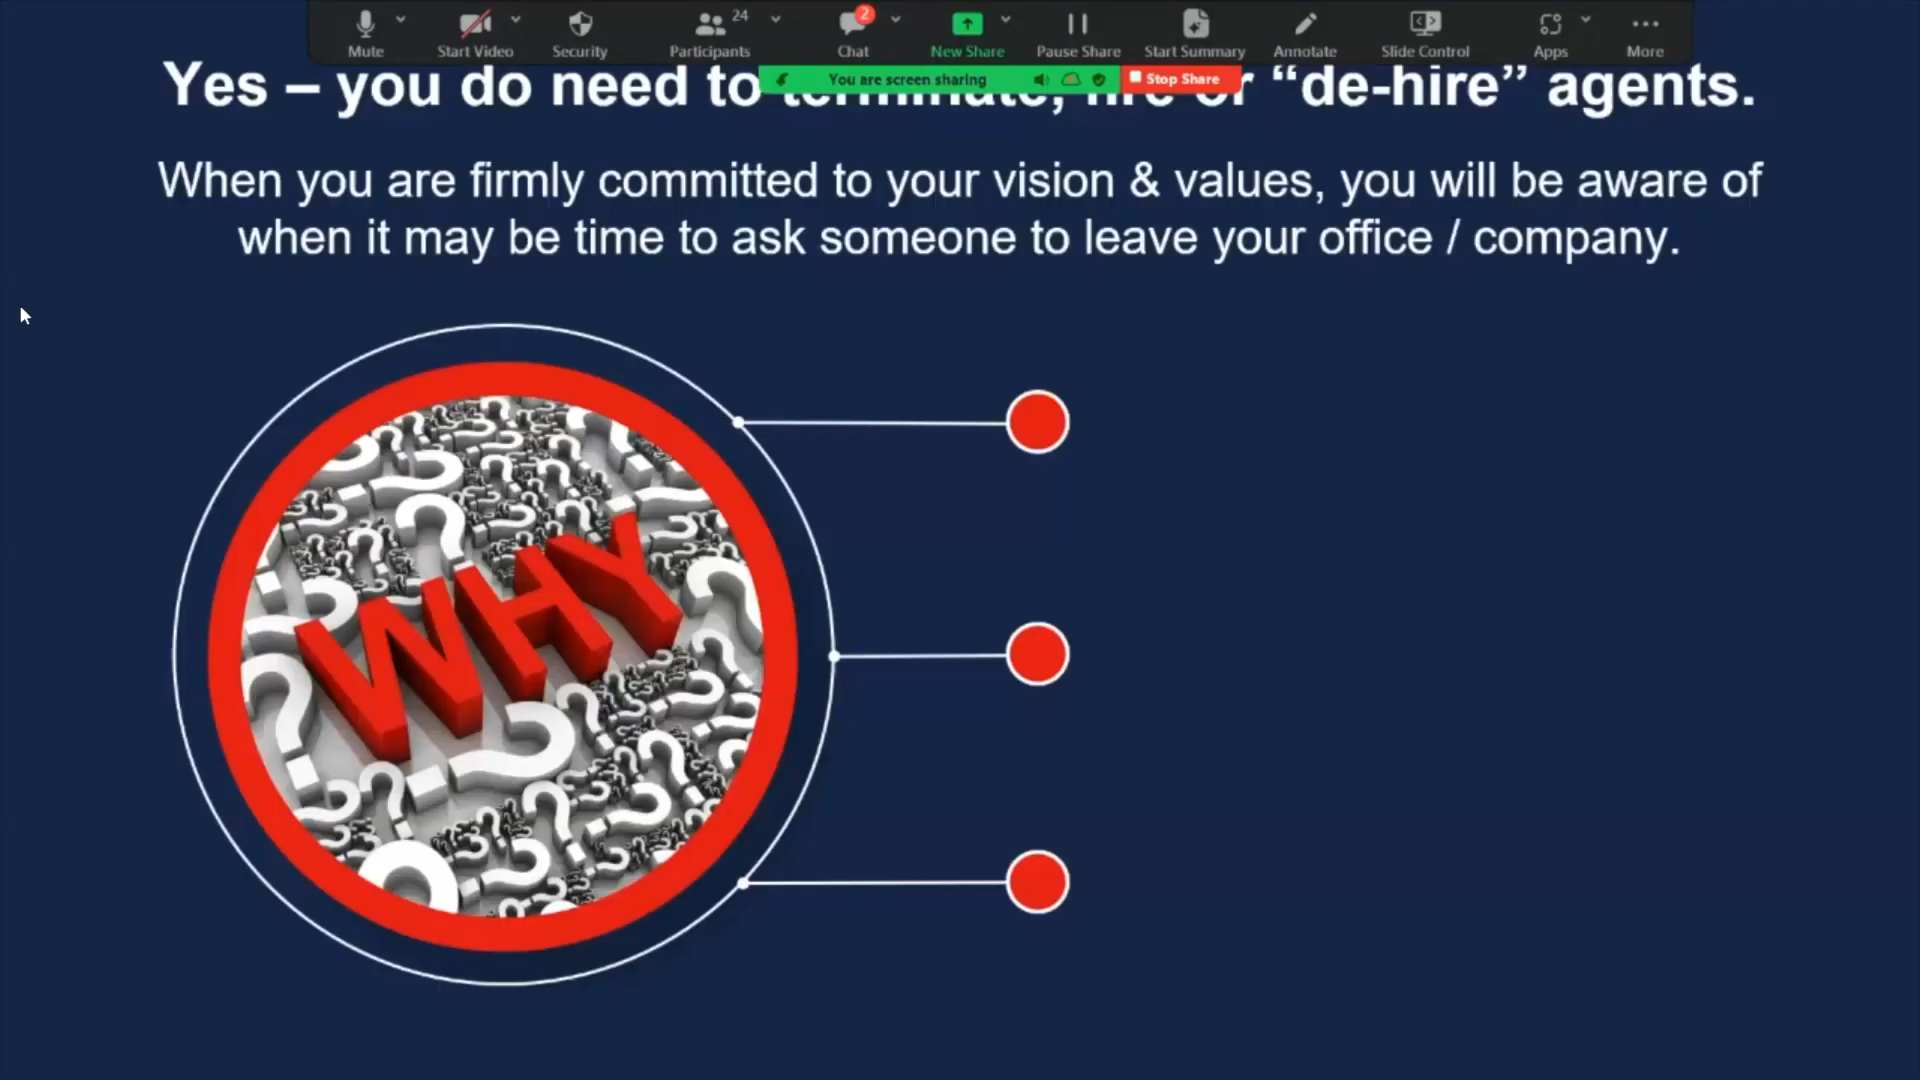 Mute
Start Video
Security
24
Participants
2
Chat
New Share
Pause Share
Start Summary
Annotate
Slide Control
Apps
More
You are screen sharing
Stop Share
Yes – you do need to terminate, fire or “de-hire” agents.
When you are firmly committed to your vision & values, you will be aware of
when it may be time to ask someone to leave your office / company.
WHY